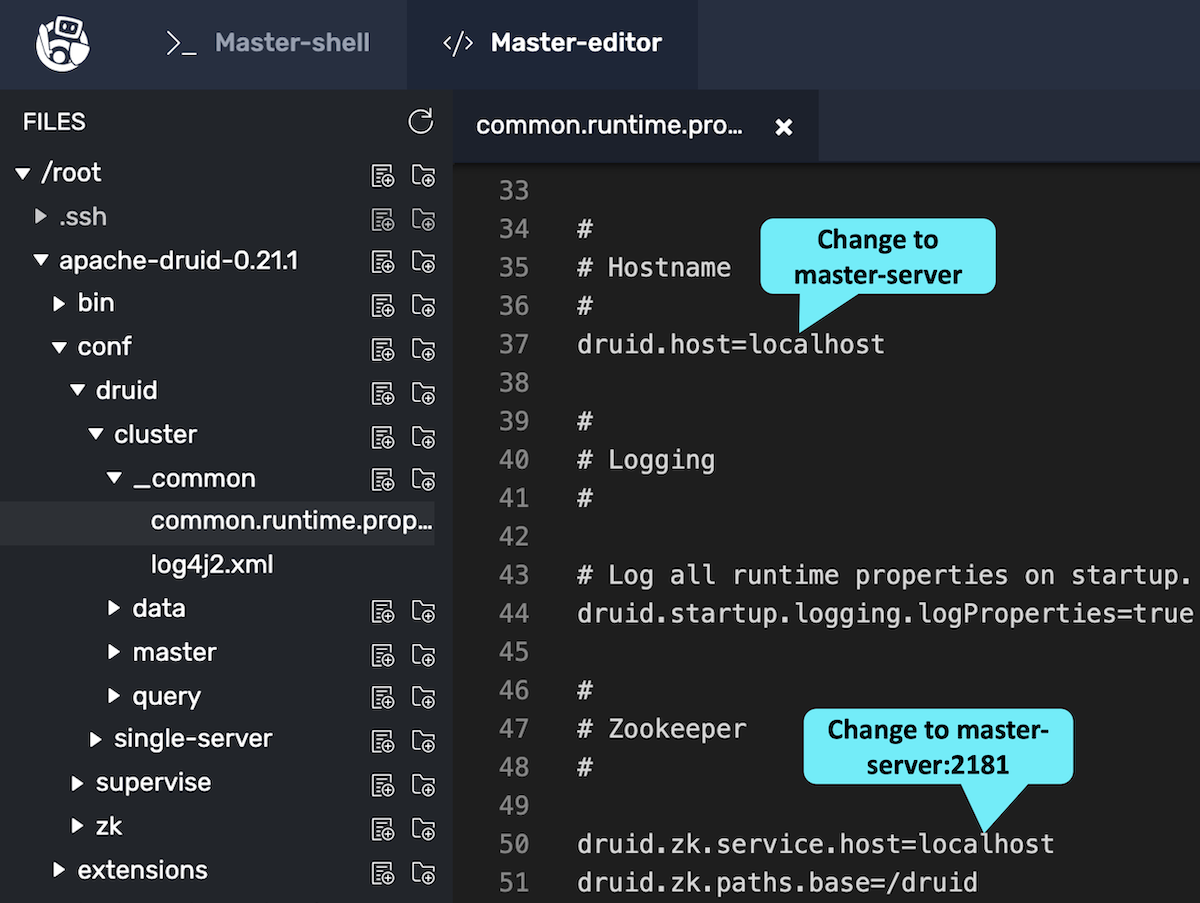 >_ Master-shell
</> Master-editor
FILES
/root
.ssh
apache-druid-0.21.1
bin
conf
druid
cluster
_common
common.runtime.prop...
log4j2.xml
data
master
query
single-server
supervise
zk
extensions
common.runtime.pro...
33
34 #
35 # Hostname
36 #
37 druid.host=localhost
38
39 #
40 # Logging
41 #
42
43 # Log all runtime properties on startup.
44 druid.startup.logging.logProperties=true
45
46 #
47 # Zookeeper
48 #
49
50 druid.zk.service.host=localhost
51 druid.zk.paths.base=/druid
Change to
master-server
Change to master-
server:2181